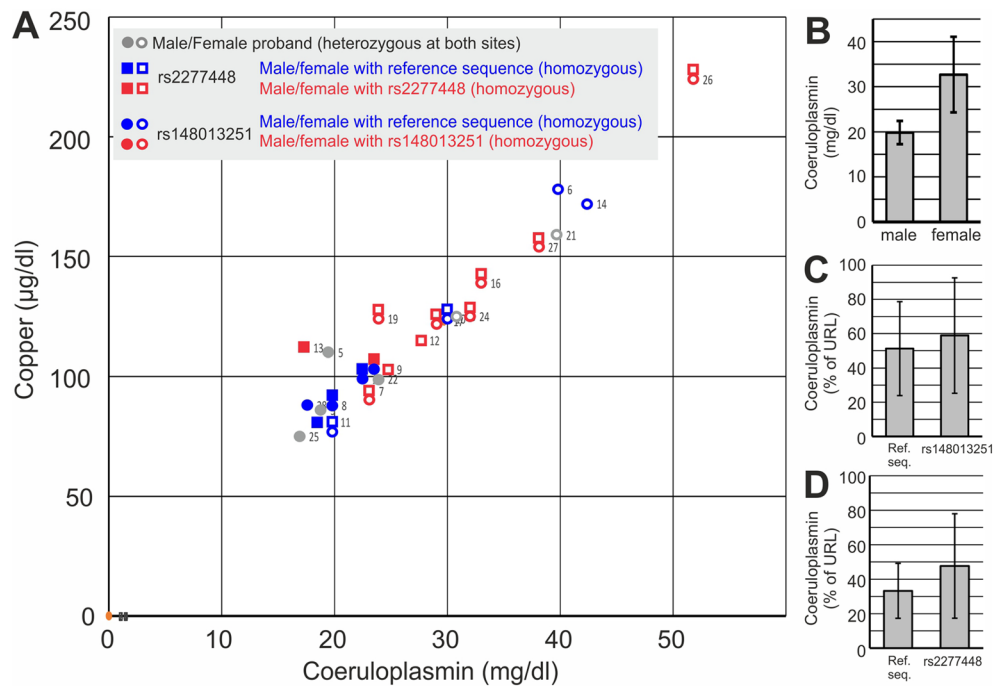 A
250
200
150
100
50
0
Copper (µg/dl)
0 10 20 30 40 50
Coeruloplasmin (mg/dl)
Male/Female proband (heterozygous at both sites)
rs2277448
Male/female with reference sequence (homozygous)
Male/female with rs2277448 (homozygous)
rs148013251
Male/female with reference sequence (homozygous)
Male/female with rs148013251 (homozygous)
26
6
14
21
27
16
19
24
12
13
5
9
22
7
8
11
25
B
Coeruloplasmin
(mg/dl)
40
30
20
10
0
male female
C
Coeruloplasmin
(% of URL)
100
80
60
40
20
0
Ref.
seq.
rs148013251
D
Coeruloplasmin
(% of URL)
100
80
60
40
20
0
Ref.
seq.
rs2277448